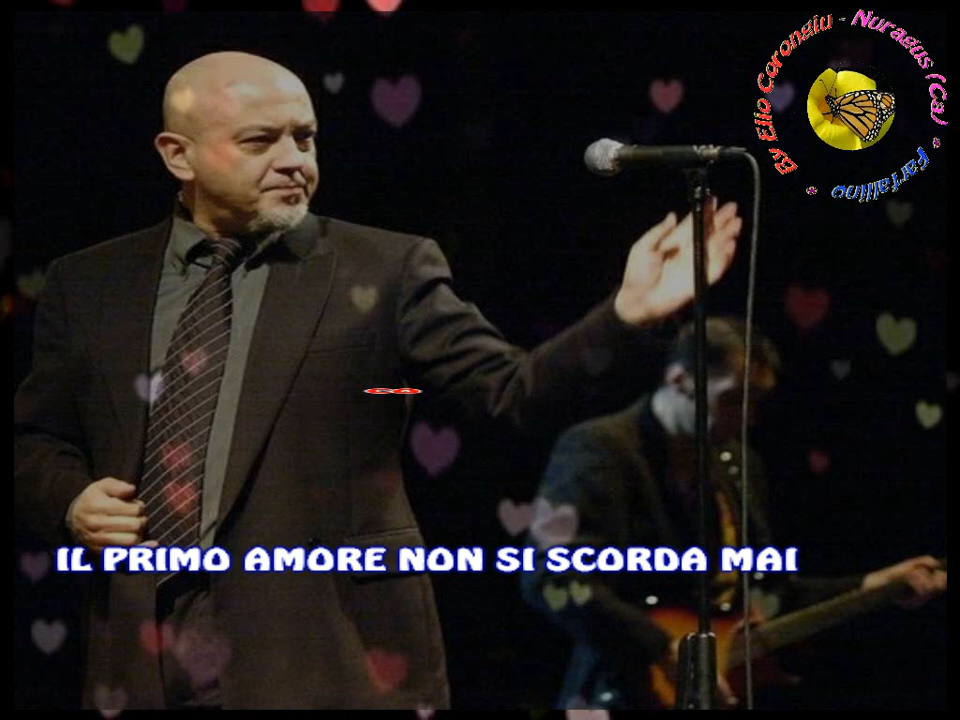 By Elio Corongiu - Nuragus (Ca) * Farfallino *
IL PRIMO AMORE NON SI SCORDA MAI